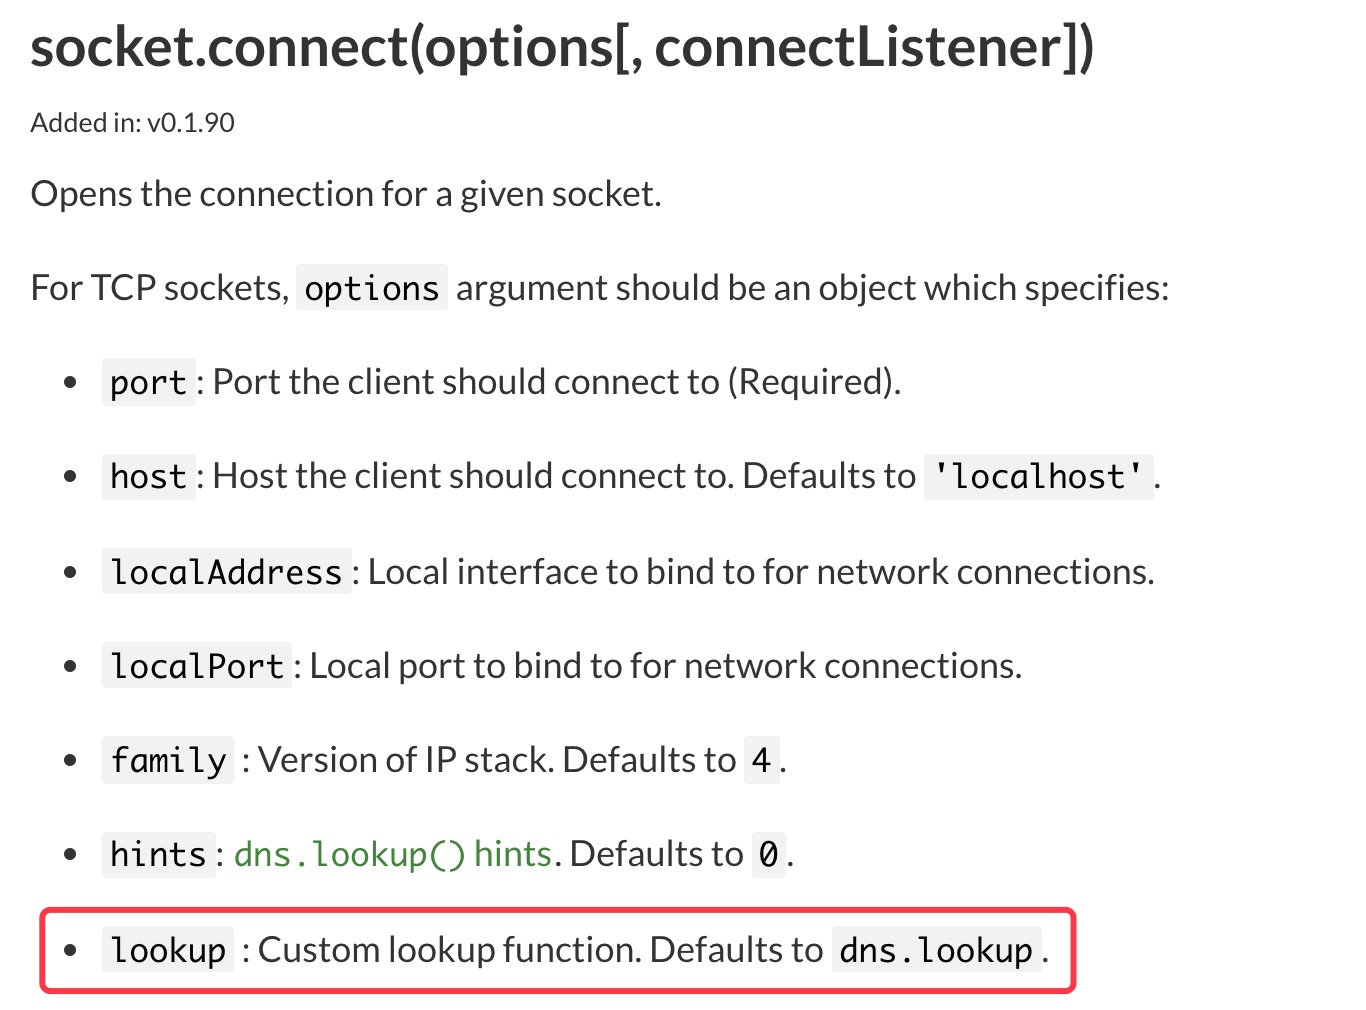 socket.connect(options[, connectListener])
Added in: v0.1.90
Opens the connection for a given socket.
For TCP sockets, options argument should be an object which specifies:
• port: Port the client should connect to (Required).
• host: Host the client should connect to. Defaults to 'localhost'.
• localAddress: Local interface to bind to for network connections.
• localPort: Local port to bind to for network connections.
• family : Version of IP stack. Defaults to 4.
• hints: dns.lookup() hints. Defaults to 0.
• lookup : Custom lookup function. Defaults to dns.lookup.